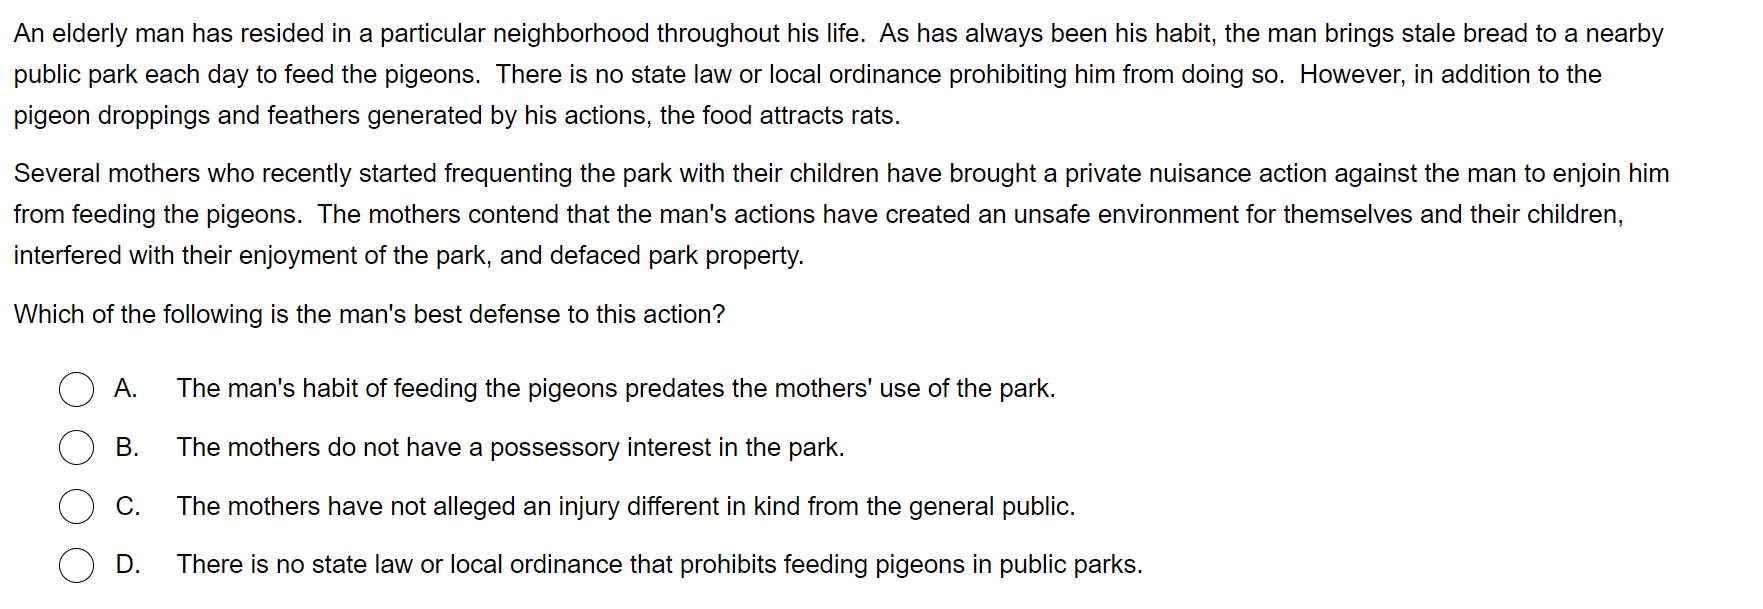 An elderly man has resided in a particular neighborhood throughout his life.  As has always been his habit, the man brings stale bread to a nearby
public park each day to feed the pigeons.  There is no state law or local ordinance prohibiting him from doing so.  However, in addition to the
pigeon droppings and feathers generated by his actions, the food attracts rats.
Several mothers who recently started frequenting the park with their children have brought a private nuisance action against the man to enjoin him
from feeding the pigeons.  The mothers contend that the man's actions have created an unsafe environment for themselves and their children,
interfered with their enjoyment of the park, and defaced park property.
Which of the following is the man's best defense to this action?
A. The man's habit of feeding the pigeons predates the mothers' use of the park.
B. The mothers do not have a possessory interest in the park.
C. The mothers have not alleged an injury different in kind from the general public.
D. There is no state law or local ordinance that prohibits feeding pigeons in public parks.